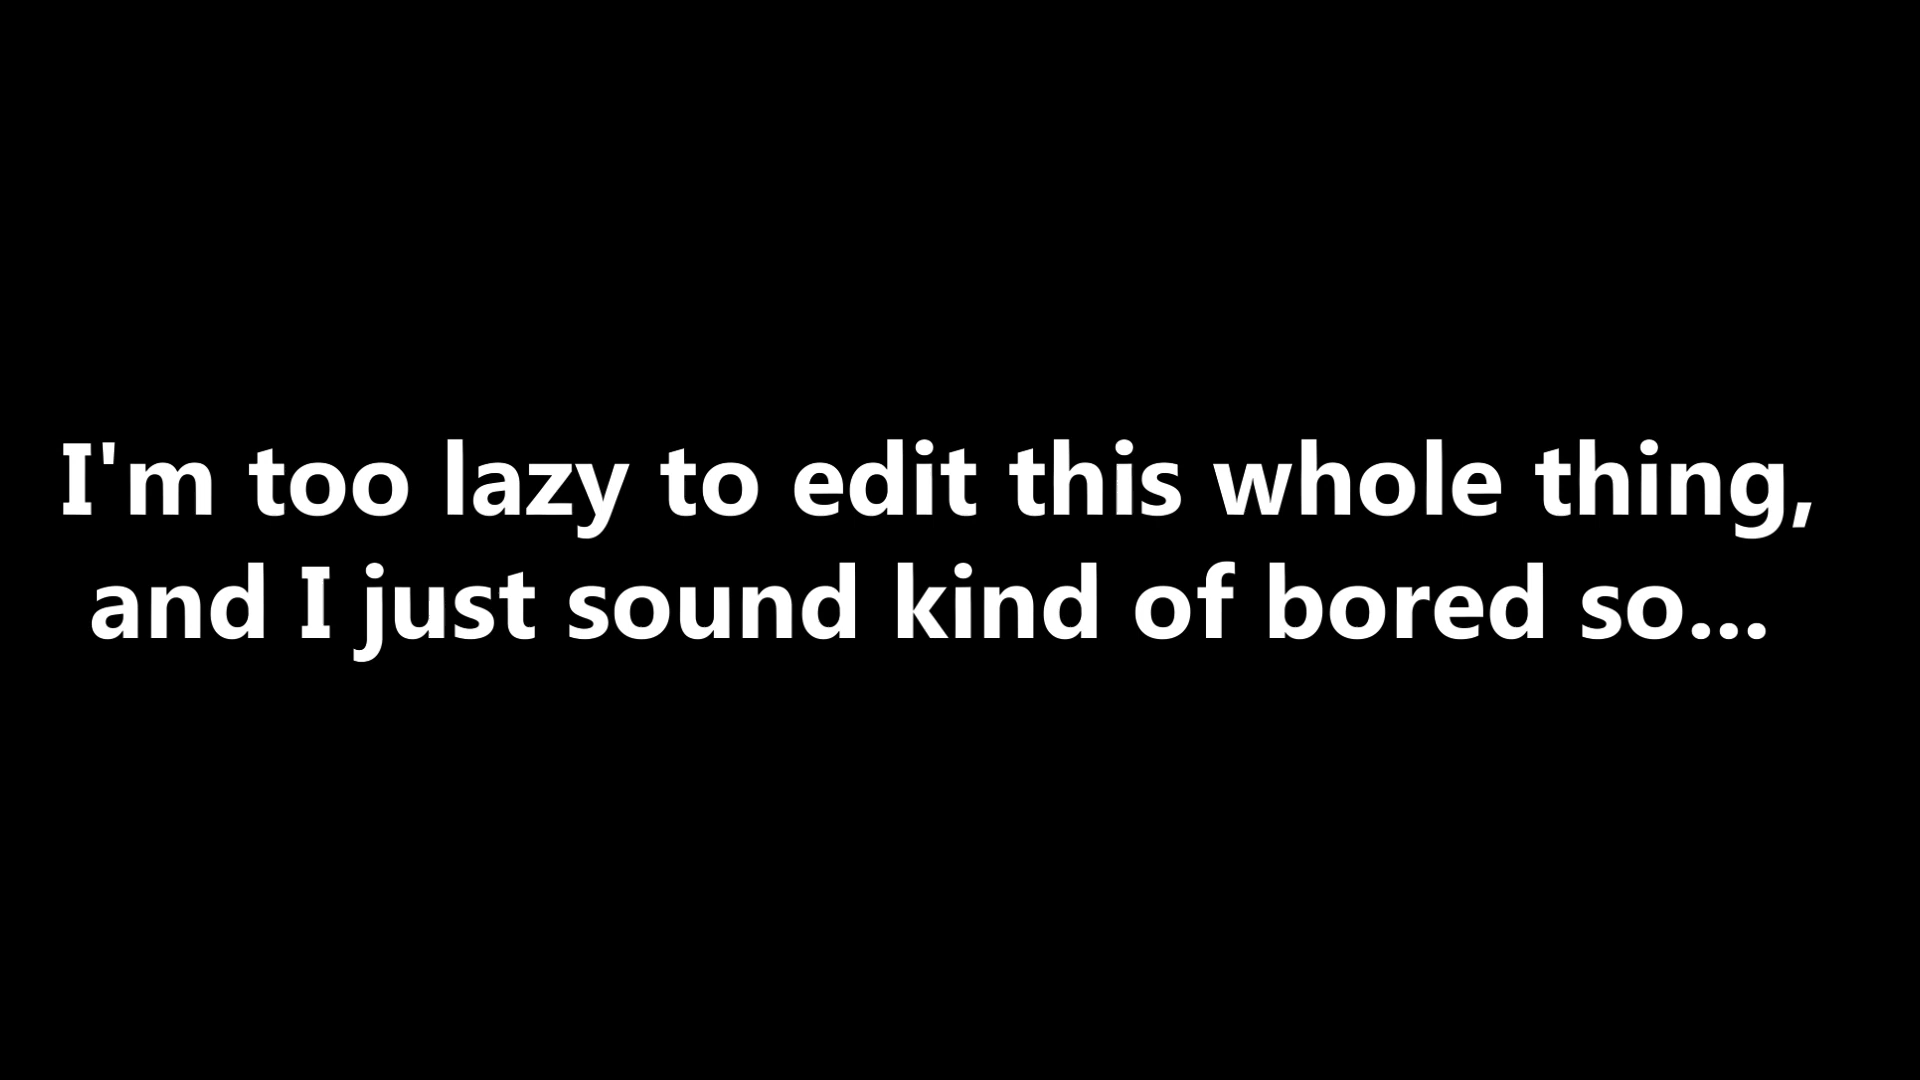 I'm too lazy to edit this whole thing,
and I just sound kind of bored so...